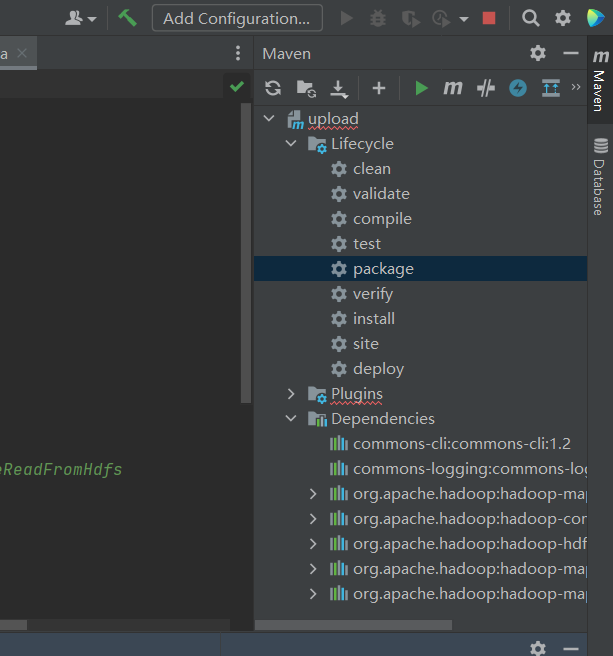 Add Configuration...
a
Maven
upload
Lifecycle
clean
validate
compile
test
package
verify
install
site
deploy
Plugins
Dependencies
commons-cli:commons-cli:1.2
commons-logging:commons-log
org.apache.hadoop:hadoop-map
org.apache.hadoop:hadoop-con
org.apache.hadoop:hadoop-hdf
org.apache.hadoop:hadoop-map
org.apache.hadoop:hadoop-map
eReadFromHdfs
m
Maven
Database